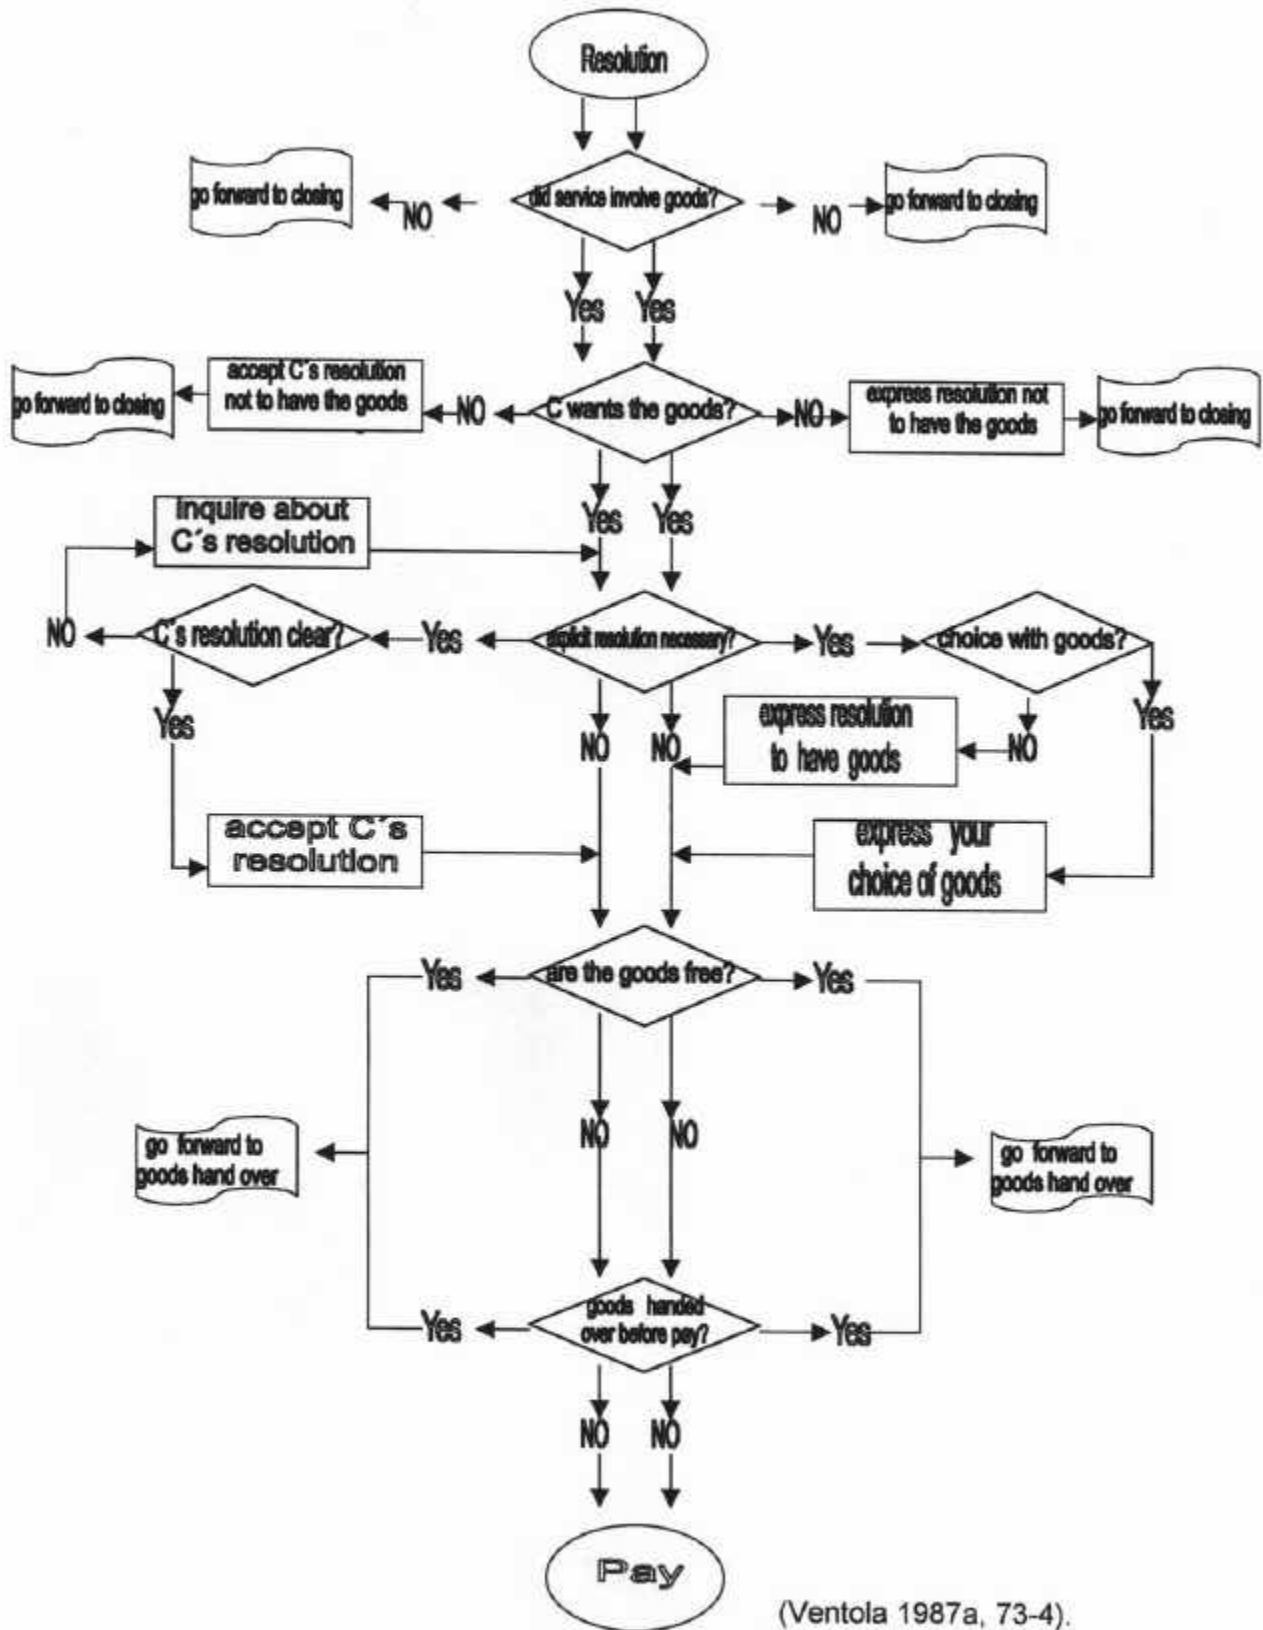 Resolution
go forward to closing
NO
did service involve goods?
NO
go forward to closing
Yes
Yes
go forward to closing
accept C´s resolution
not to have the goods
NO
C wants the goods?
NO
express resolution not
to have the goods
go forward to closing
Yes
Yes
inquire about
C´s resolution
NO
C´s resolution clear?
Yes
explicit resolution necessary?
Yes
choice with goods?
Yes
NO
NO
express resolution
to have goods
NO
Yes
accept C´s
resolution
express your
choice of goods
Yes
are the goods free?
Yes
NO
NO
go forward to
goods hand over
go forward to
goods hand over
Yes
goods handed
over before pay?
Yes
NO
NO
Pay
(Ventola 1987a, 73-4).